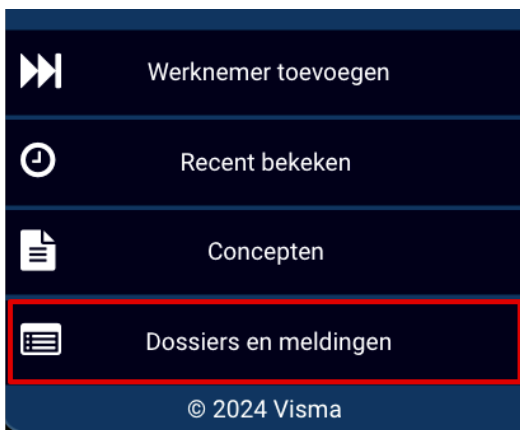 Werknemer toevoegen
Recent bekeken
Concepten
Dossiers en meldingen
© 2024 Visma